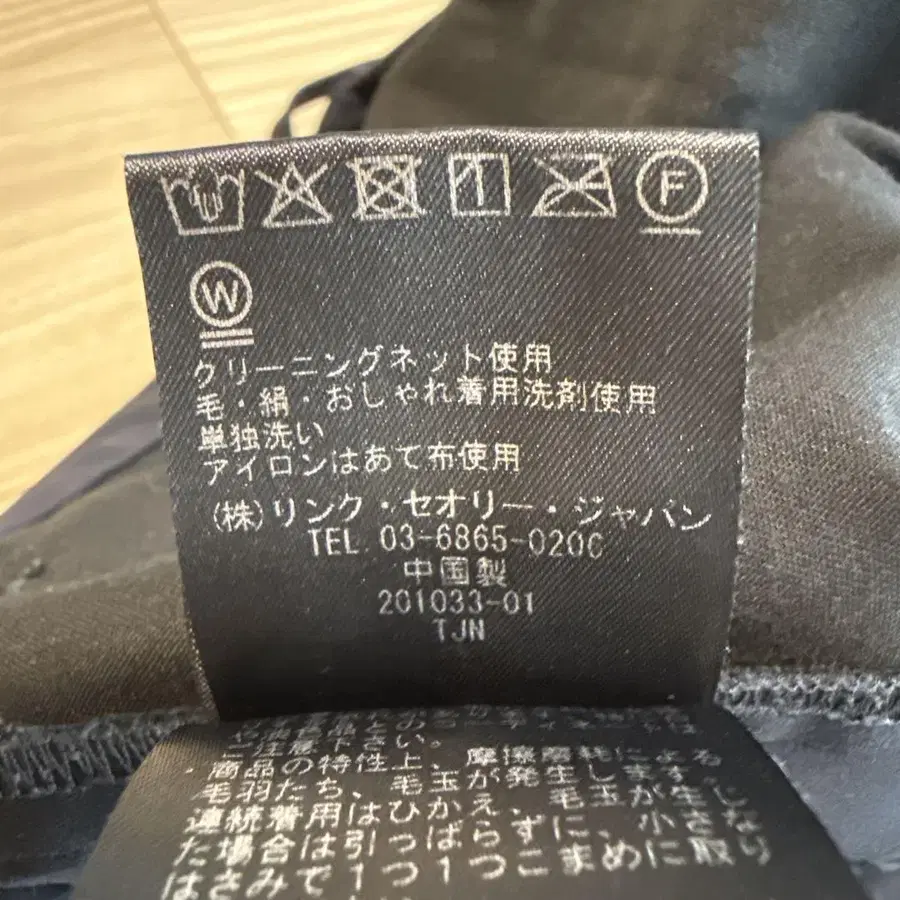 F
W
クリーニングネット使用
毛・絹・おしゃれ着用洗剤使用
単独洗い
アイロンはあて布使用
(株)リンク・セオリー・ジャパン
TEL 03-6865-0206
中国製
201033-01
TJN
ご注意下さい。
商品の特性上、摩擦磨耗による
毛羽たち、毛玉が発生します。
連続着用はひかえ、毛玉が生じ
た場合は引っぱらずに、小さな
はさみで1つ1つこまめに取り